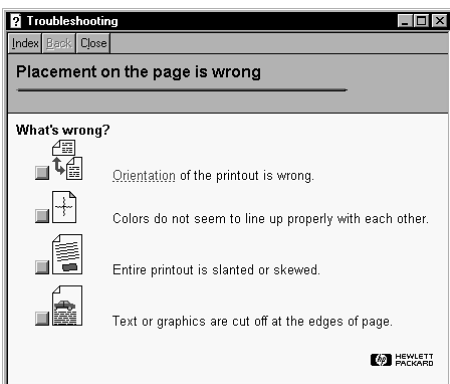 ? Troubleshooting
Index Back Close
Placement on the page is wrong
What's wrong?
Orientation of the printout is wrong.
Colors do not seem to line up properly with each other.
Entire printout is slanted or skewed.
Text or graphics are cut off at the edges of page.
hp HEWLETT
PACKARD